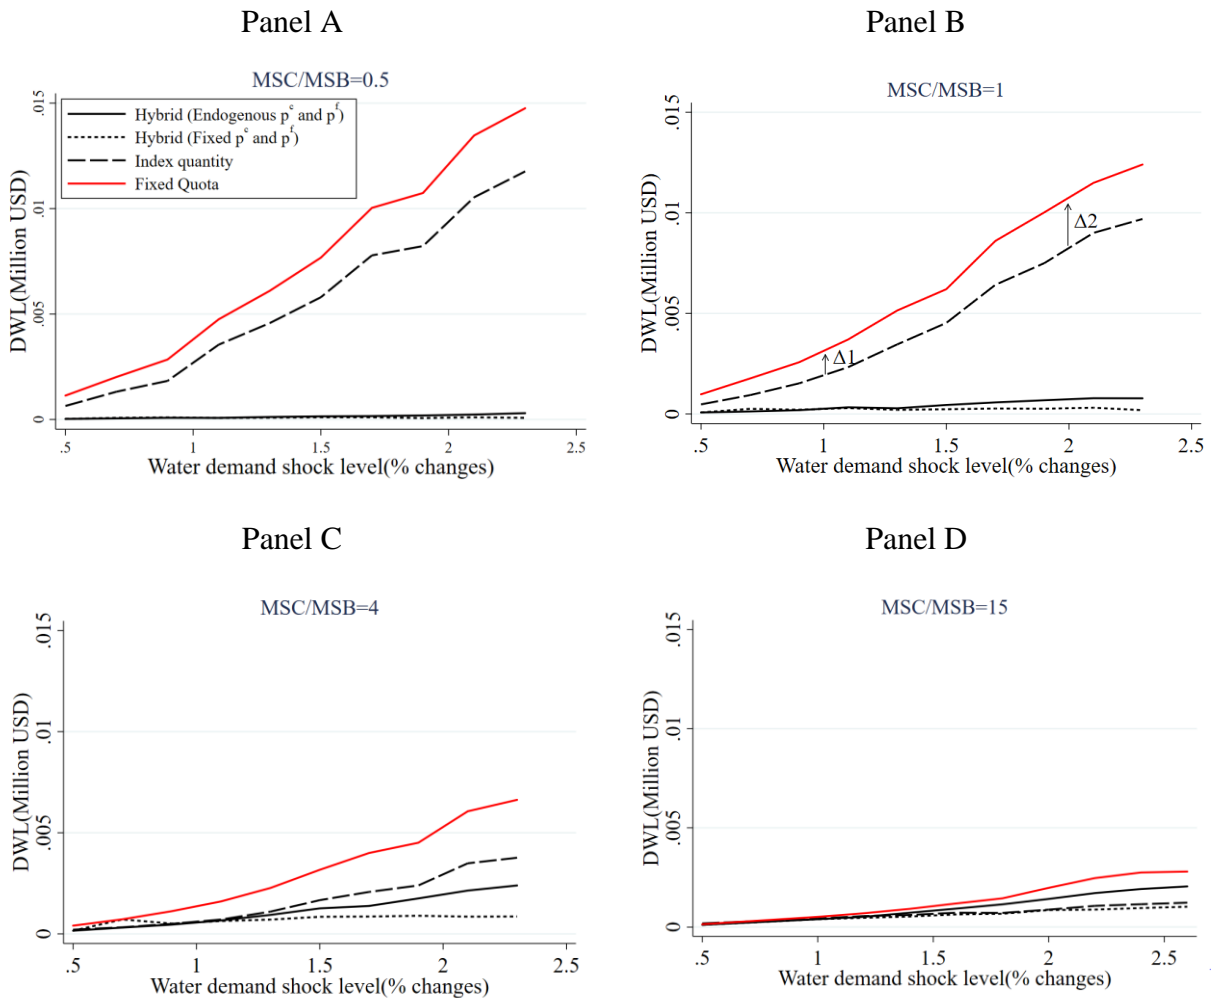 Panel A
MSC/MSB=0.5
Hybrid (Endogenous p^c and p^f)
Hybrid (Fixed p^c and p^f)
Index quantity
Fixed Quota
DWL(Million USD)
.015
.01
.005
0
.5 1 1.5 2 2.5
Water demand shock level(% changes)
Panel B
MSC/MSB=1
DWL(Million USD)
.015
.01
.005
0
Δ1
Δ2
.5 1 1.5 2 2.5
Water demand shock level(% changes)
Panel C
MSC/MSB=4
DWL(Million USD)
.015
.01
.005
0
.5 1 1.5 2 2.5
Water demand shock level(% changes)
Panel D
MSC/MSB=15
DWL(Million USD)
.015
.01
.005
0
.5 1 1.5 2 2.5
Water demand shock level(% changes)